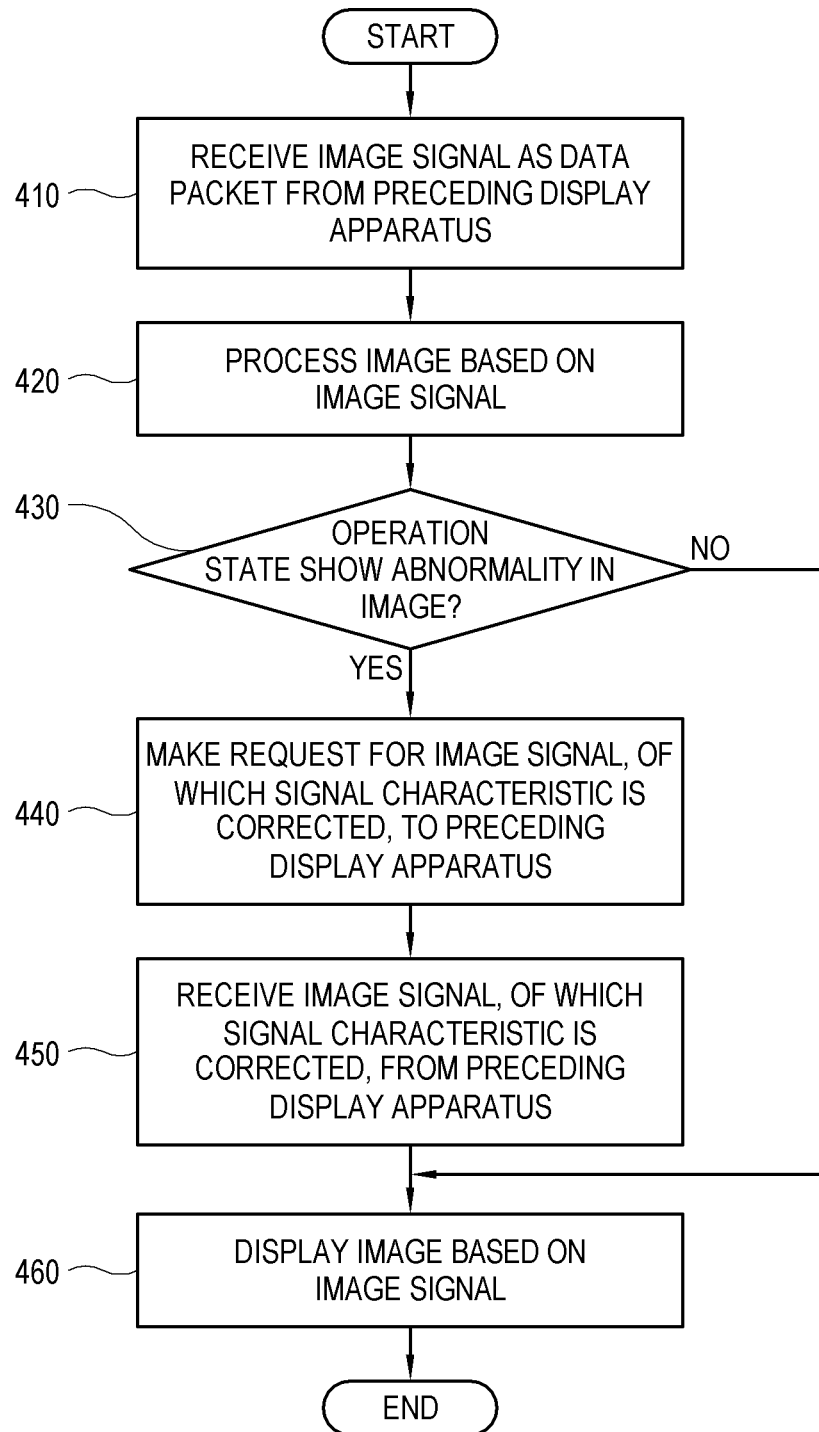 START
410
RECEIVE IMAGE SIGNAL AS DATA
PACKET FROM PRECEDING DISPLAY
APPARATUS
420
PROCESS IMAGE BASED ON
IMAGE SIGNAL
430
OPERATION
STATE SHOW ABNORMALITY IN
IMAGE?
NO
YES
440
MAKE REQUEST FOR IMAGE SIGNAL, OF
WHICH SIGNAL CHARACTERISTIC IS
CORRECTED, TO PRECEDING
DISPLAY APPARATUS
450
RECEIVE IMAGE SIGNAL, OF WHICH
SIGNAL CHARACTERISTIC IS
CORRECTED, FROM PRECEDING
DISPLAY APPARATUS
460
DISPLAY IMAGE BASED ON
IMAGE SIGNAL
END